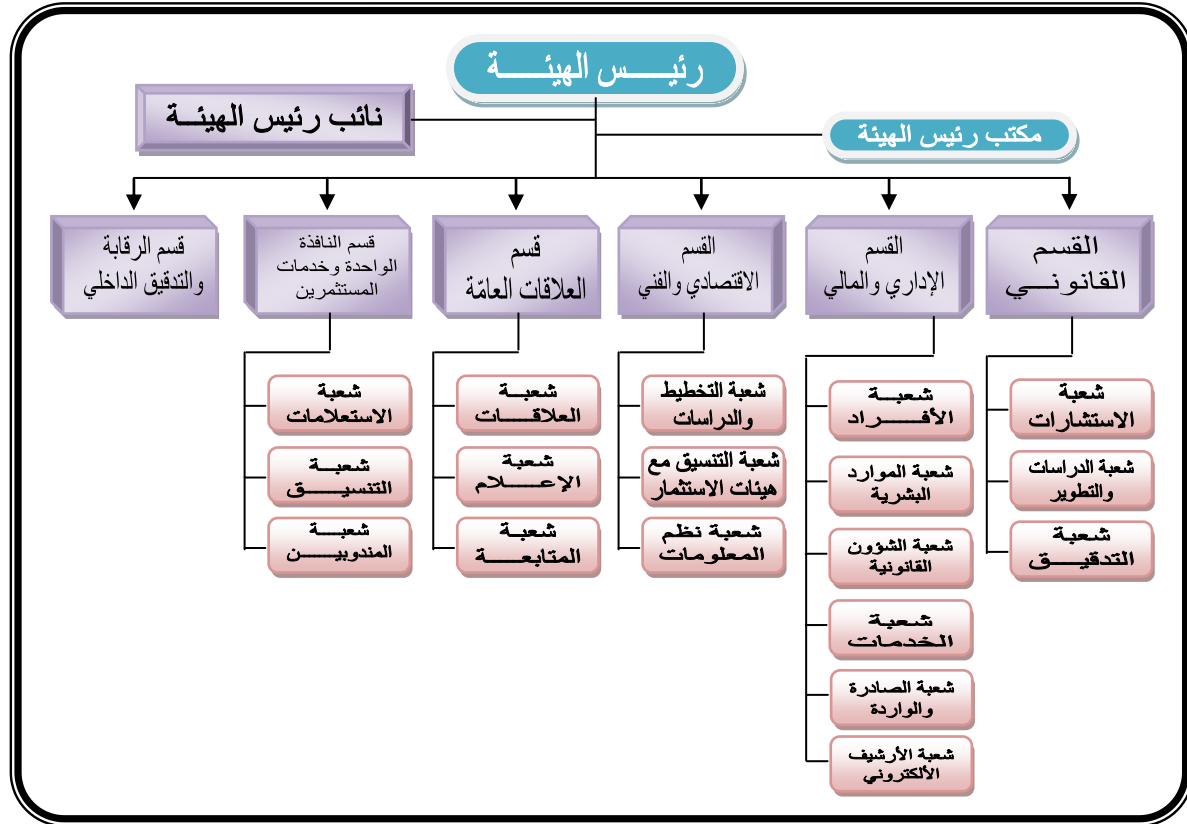 رئيس الهيئة
نائب رئيس الهيئة
مكتب رئيس الهيئة
القسم
القانوني
القسم
الإداري والمالي
القسم
الاقتصادي والفني
قسم
العلاقات العامّة
قسم النافذة
الواحدة وخدمات
المستثمرين
قسم الرقابة
والتدقيق الداخلي
شعبة
الاستشارات
شعبة الدراسات
والتطوير
شعبة
التدقيق
شعبة
الأفراد
شعبة الموارد
البشرية
شعبة الشؤون
القانونية
شعبة
الخدمات
شعبة الصادرة
والواردة
شعبة الأرشيف
الألكتروني
شعبة التخطيط
والدراسات
شعبة التنسيق مع
هيئات الاستثمار
شعبة نظم
المعلومات
شعبة
العلاقات
شعبة
الإعلام
شعبة
المتابعة
شعبة
الاستعلامات
شعبة
التنسيق
شعبة
المندوبين